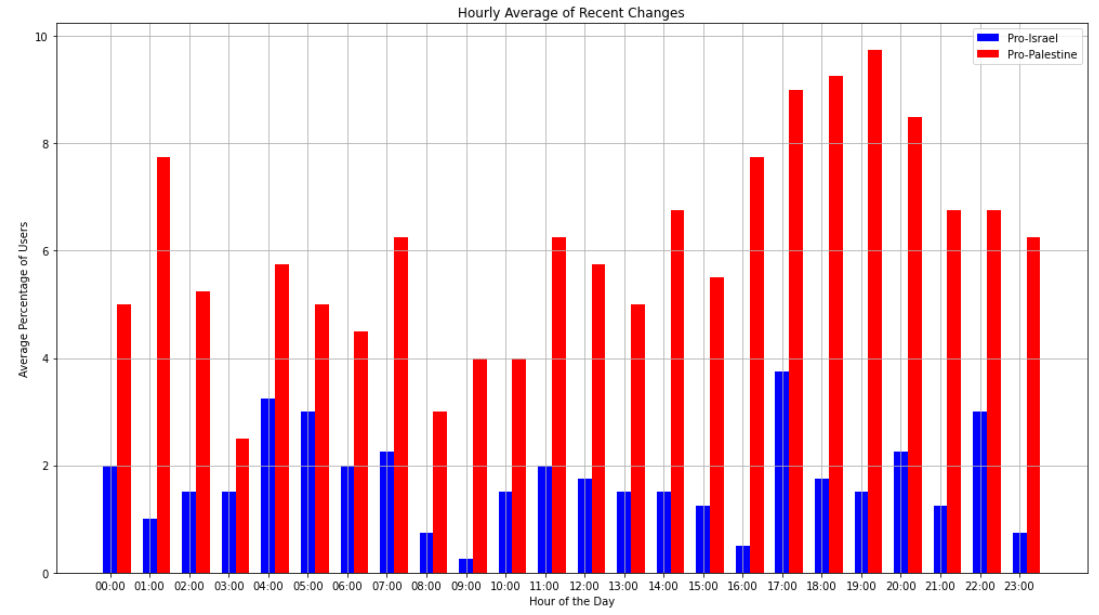 Hourly Average of Recent Changes
Pro-Israel
Pro-Palestine
Average Percentage of Users
10
8
6
4
2
0
00:00 01:00 02:00 03:00 04:00 05:00 06:00 07:00 08:00 09:00 10:00 11:00 12:00 13:00 14:00 15:00 16:00 17:00 18:00 19:00 20:00 21:00 22:00 23:00
Hour of the Day